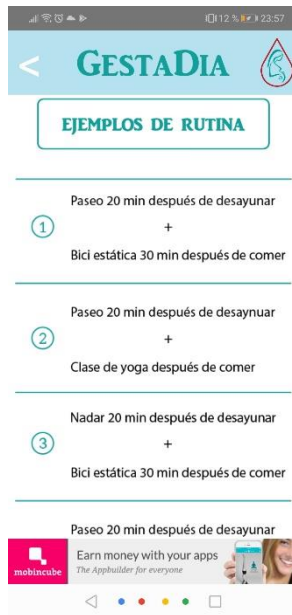 12 % 23:57
GESTADIA
EJEMPLOS DE RUTINA
Paseo 20 min después de desayunar
1
+
Bici estática 30 min después de comer
Paseo 20 min después de desaynuar
2
+
Clase de yoga después de comer
Nadar 20 min después de desayunar
3
+
Bici estática 30 min después de comer
Paseo 20 min después de desayunar
mobincube
Earn money with your apps
The Appbuilder for everyone